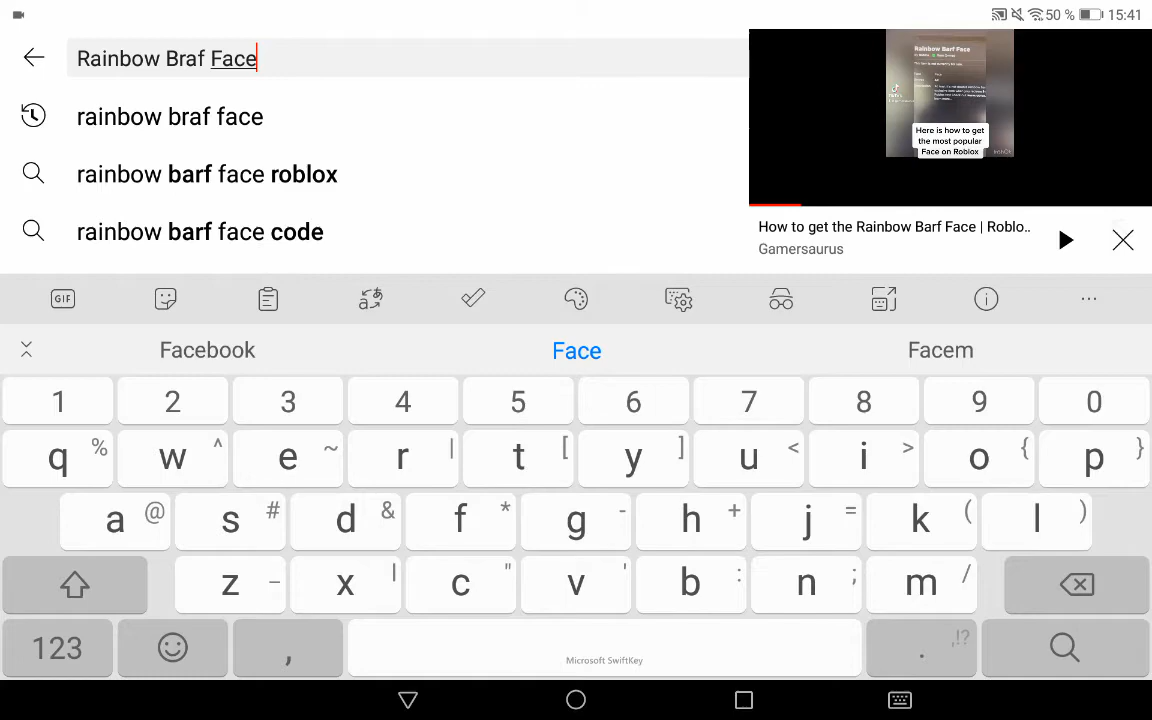 50 % 15:41
Rainbow Braf Face
rainbow braf face
rainbow barf face roblox
rainbow barf face code
Rainbow Barf Face
Here is how to get
the most popular
Face on Roblox
How to get the Rainbow Barf Face | Roblo..
Gamersaurus
GIF
Facebook Face Facem
1 2 3 4 5 6 7 8 9 0
q % w ^ e ~ r | t [ y ] u < i > o { p }
a @ s # d & f * g - h + j = k ( l )
z _ x | c " v ' b : n ; m /
123 , Microsoft SwiftKey . ,!?